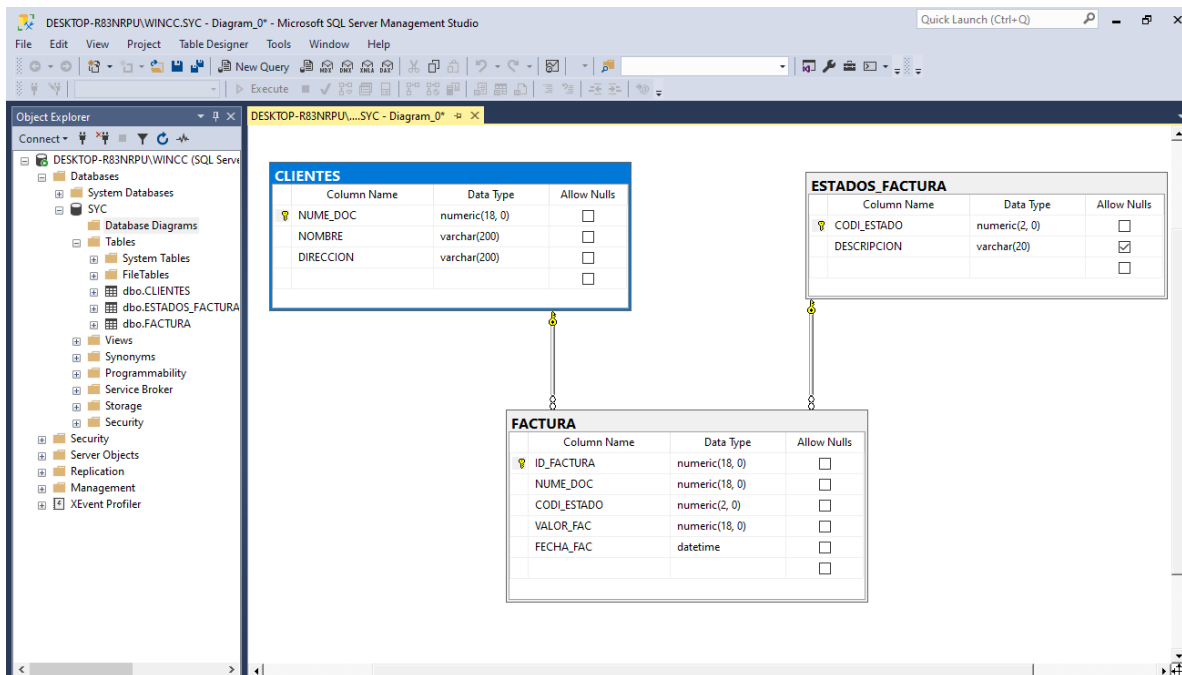 DESKTOP-R83NRPU\WINCC.SYC - Diagram_0* - Microsoft SQL Server Management Studio
Quick Launch (Ctrl+Q)
File Edit View Project Table Designer Tools Window Help
New Query MDX DMX XMLA DAX
Execute
Object Explorer
DESKTOP-R83NRPU\....SYC - Diagram_0*
Connect
DESKTOP-R83NRPU\WINCC (SQL Serve
Databases
System Databases
SYC
Database Diagrams
Tables
System Tables
FileTables
dbo.CLIENTES
dbo.ESTADOS_FACTURA
dbo.FACTURA
Views
Synonyms
Programmability
Service Broker
Storage
Security
Security
Server Objects
Replication
Management
XEvent Profiler
CLIENTES
Column Name Data Type Allow Nulls
NUME_DOC numeric(18, 0)
NOMBRE varchar(200)
DIRECCION varchar(200)
ESTADOS_FACTURA
Column Name Data Type Allow Nulls
CODI_ESTADO numeric(2, 0)
DESCRIPCION varchar(20)
FACTURA
Column Name Data Type Allow Nulls
ID_FACTURA numeric(18, 0)
NUME_DOC numeric(18, 0)
CODI_ESTADO numeric(2, 0)
VALOR_FAC numeric(18, 0)
FECHA_FAC datetime